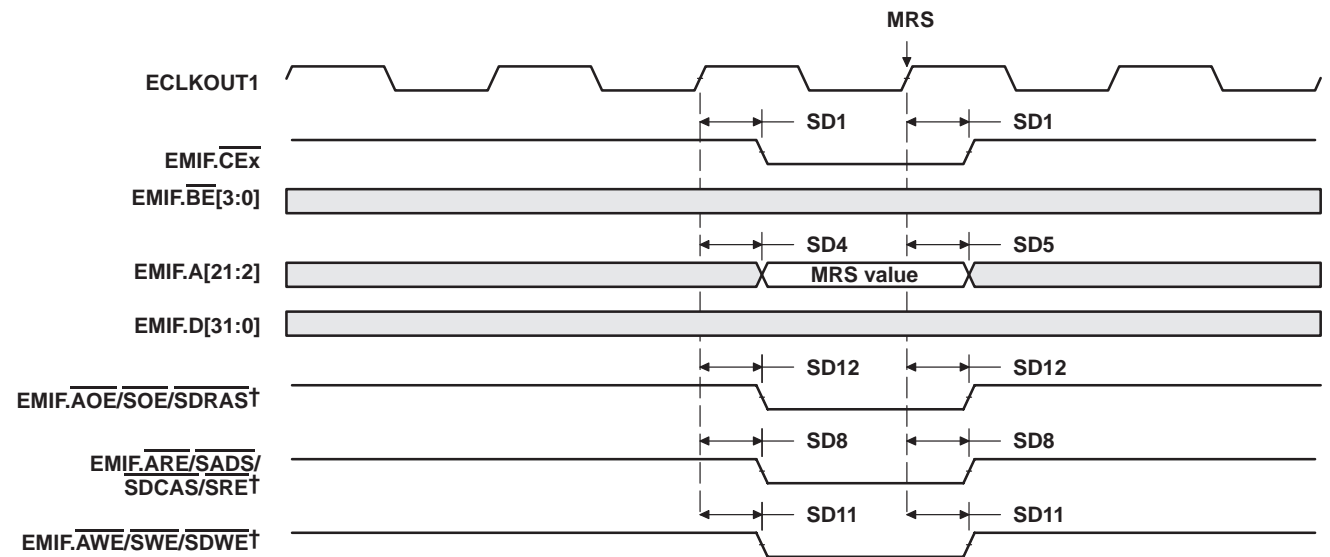 MRS
ECLKOUT1
SD1 SD1
EMIF.CEx
EMIF.BE[3:0]
SD4 SD5
EMIF.A[21:2] MRS value
EMIF.D[31:0]
SD12 SD12
EMIF.AOE/SOE/SDRAS†
SD8 SD8
EMIF.ARE/SADS/
SDCAS/SRE†
SD11 SD11
EMIF.AWE/SWE/SDWE†